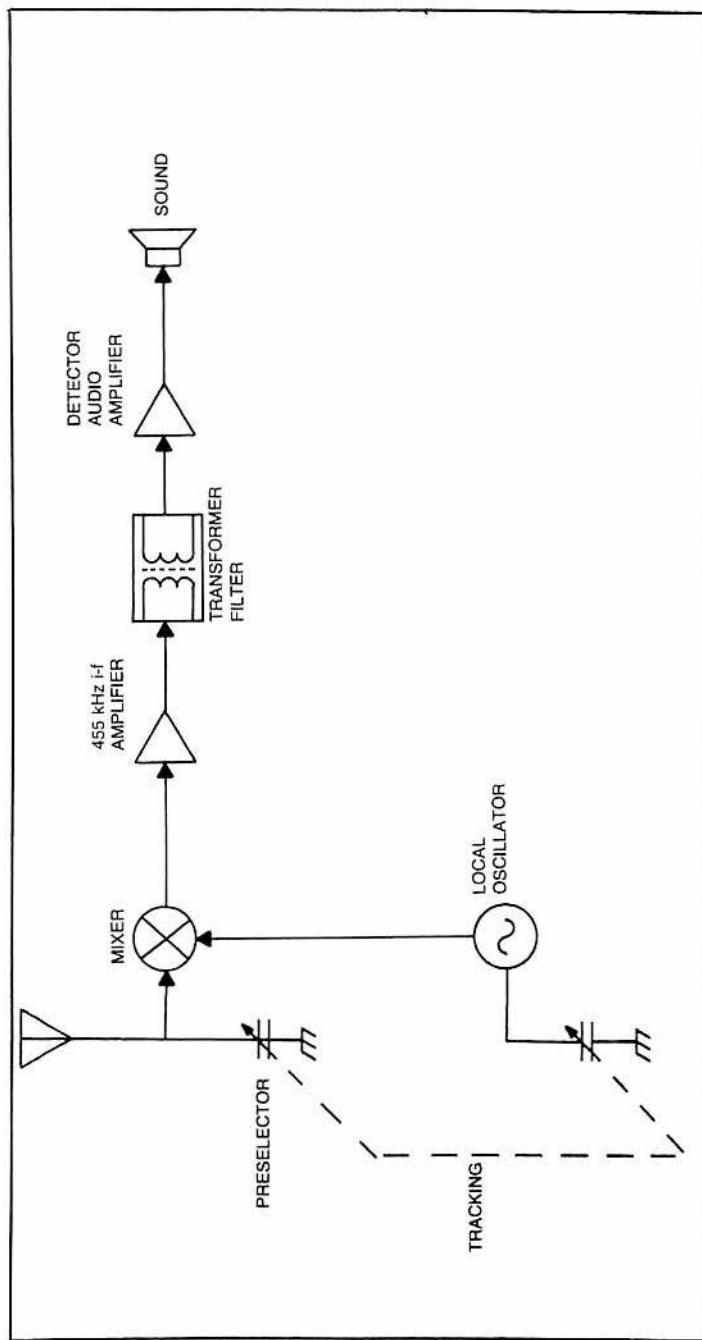 PRESELECTOR
TRACKING
MIXER
LOCAL
OSCILLATOR
455 kHz i-f
AMPLIFIER
TRANSFORMER
FILTER
DETECTOR
AUDIO
AMPLIFIER
SOUND